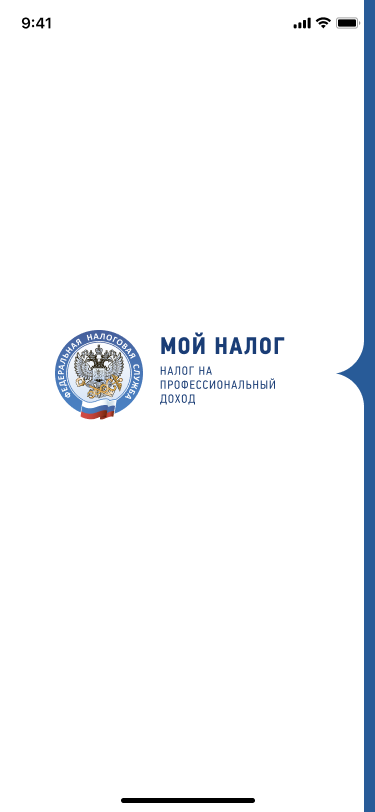 9:41
ФЕДЕРАЛЬНАЯ НАЛОГОВАЯ СЛУЖБА
МОЙ НАЛОГ
НАЛОГ НА
ПРОФЕССИОНАЛЬНЫЙ
ДОХОД